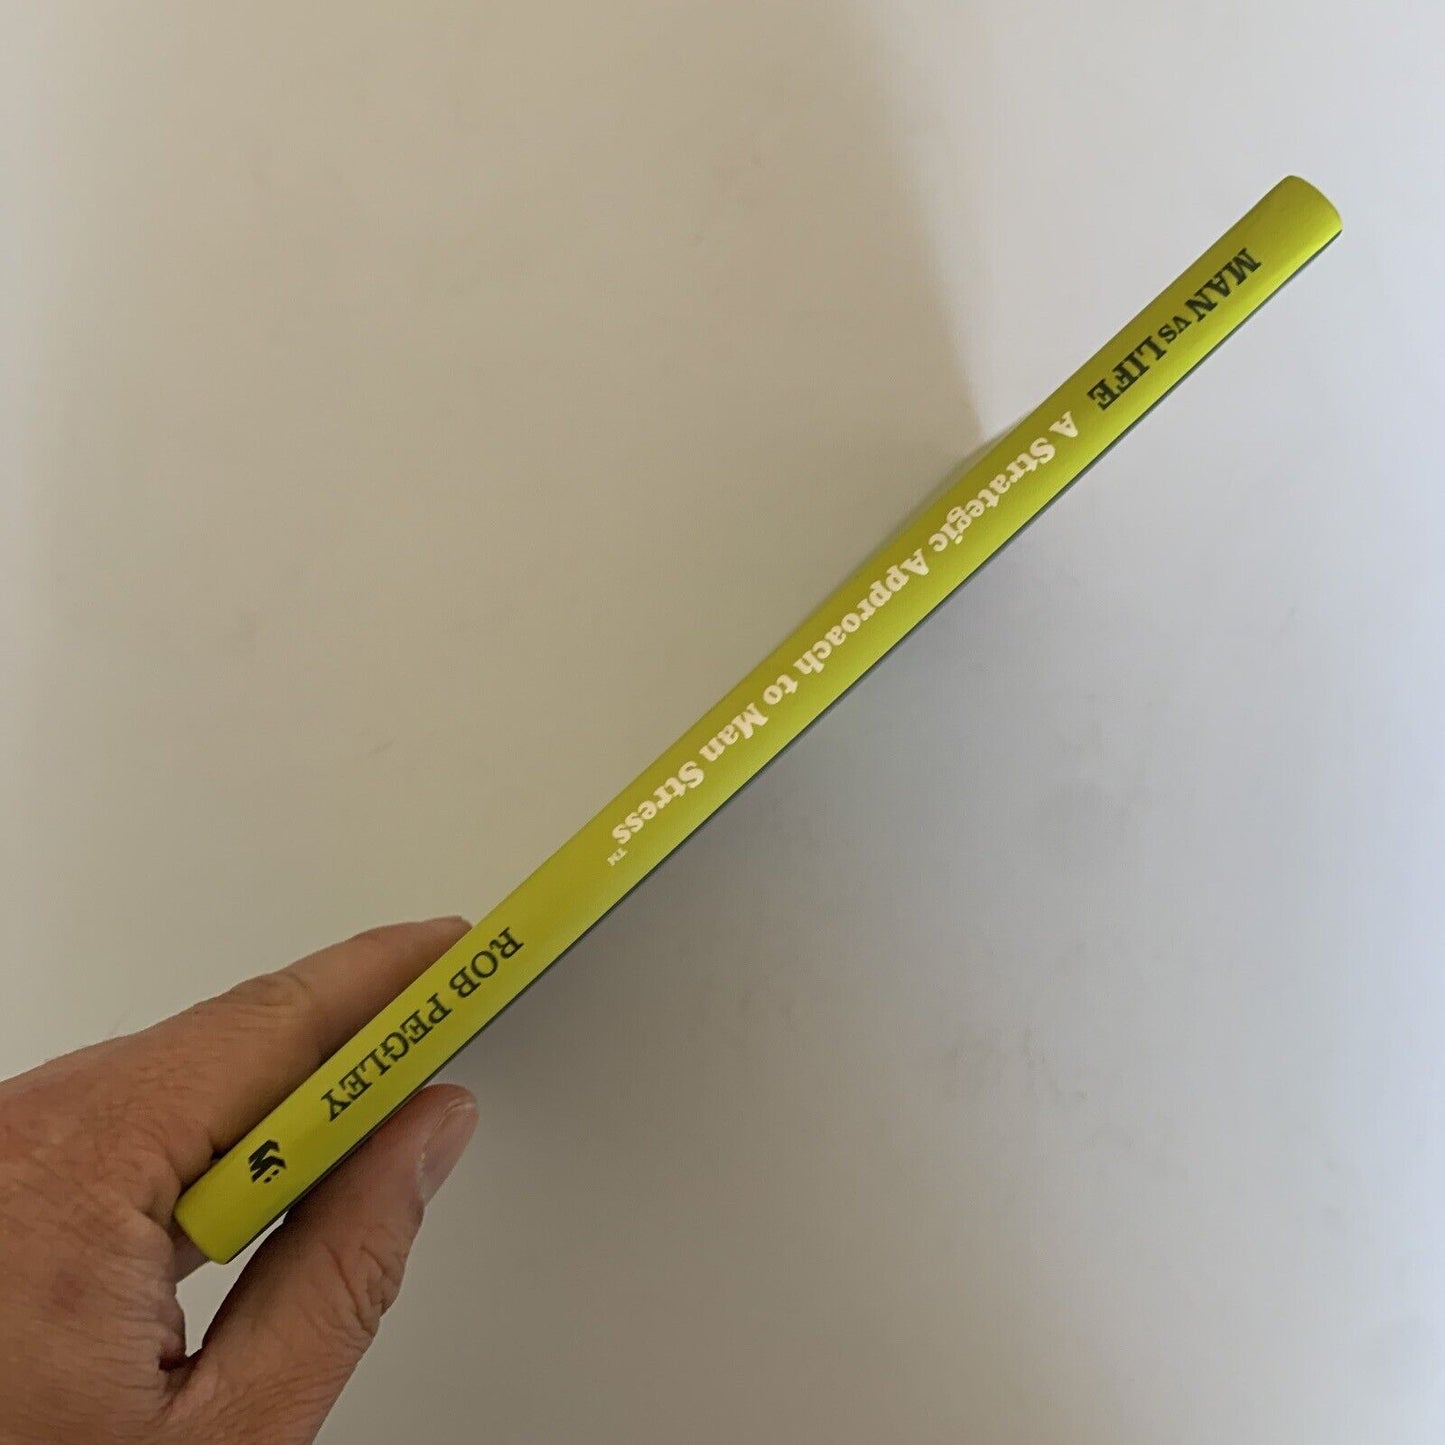 MAN vs LIFE
A Strategic Approach to Man Stress™
ROB PEGLEY